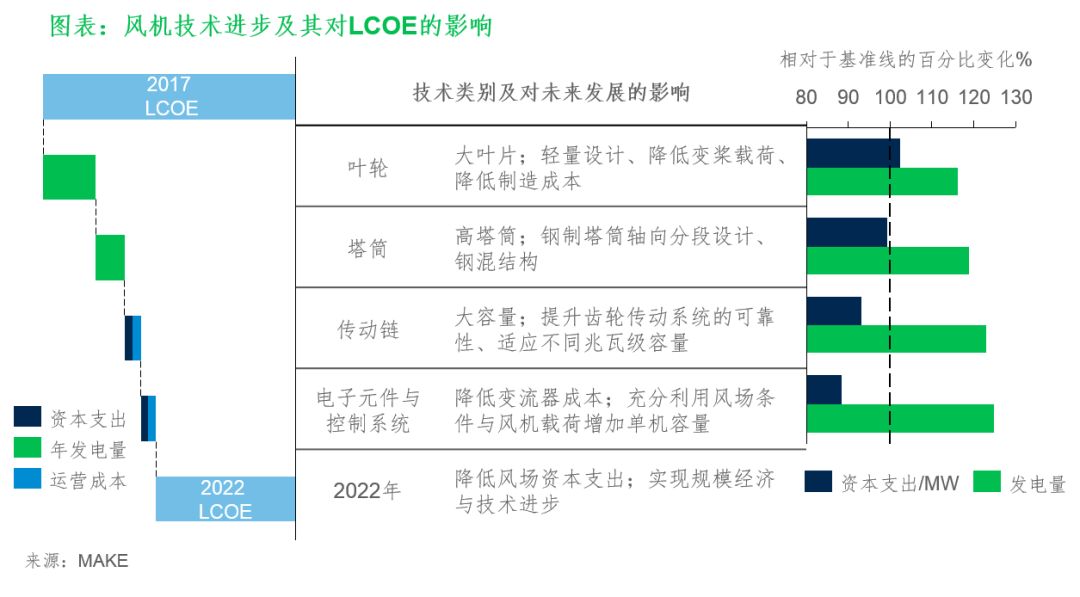 图表：风机技术进步及其对LCOE的影响
2017
LCOE
技术类别及对未来发展的影响
相对于基准线的百分比变化%
80 90 100 110 120 130
叶轮
大叶片；轻量设计、降低变桨载荷、
降低制造成本
塔筒
高塔筒；钢制塔筒轴向分段设计、
钢混结构
传动链
大容量；提升齿轮传动系统的可靠
性、适应不同兆瓦级容量
电子元件与
控制系统
降低变流器成本；充分利用风场条
件与风机载荷增加单机容量
资本支出
年发电量
运营成本
2022
LCOE
2022年
降低风场资本支出；实现规模经济
与技术进步
资本支出/MW
发电量
来源：MAKE